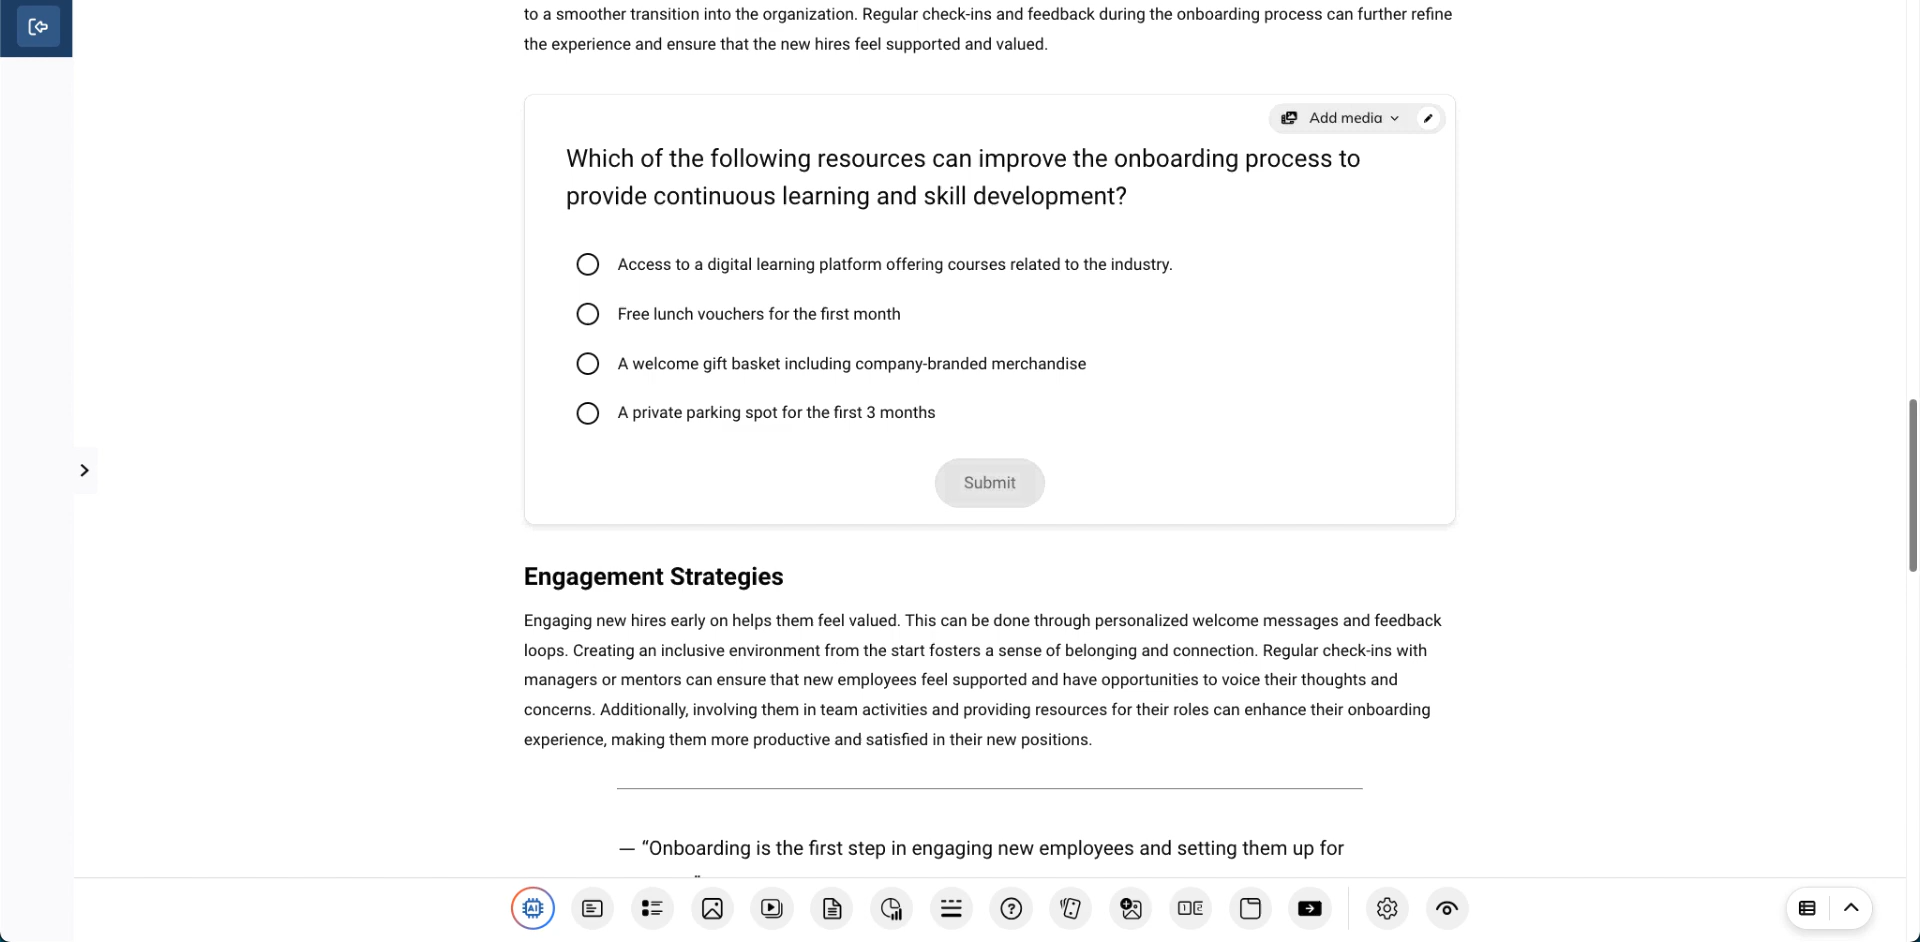 to a smoother transition into the organization. Regular check-ins and feedback during the onboarding process can further refine
the experience and ensure that the new hires feel supported and valued.
Add media
Which of the following resources can improve the onboarding process to
provide continuous learning and skill development?
Access to a digital learning platform offering courses related to the industry.
Free lunch vouchers for the first month
A welcome gift basket including company-branded merchandise
A private parking spot for the first 3 months
Submit
Engagement Strategies
Engaging new hires early on helps them feel valued. This can be done through personalized welcome messages and feedback
loops. Creating an inclusive environment from the start fosters a sense of belonging and connection. Regular check-ins with
managers or mentors can ensure that new employees feel supported and have opportunities to voice their thoughts and
concerns. Additionally, involving them in team activities and providing resources for their roles can enhance their onboarding
experience, making them more productive and satisfied in their new positions.
— “Onboarding is the first step in engaging new employees and setting them up for
AI